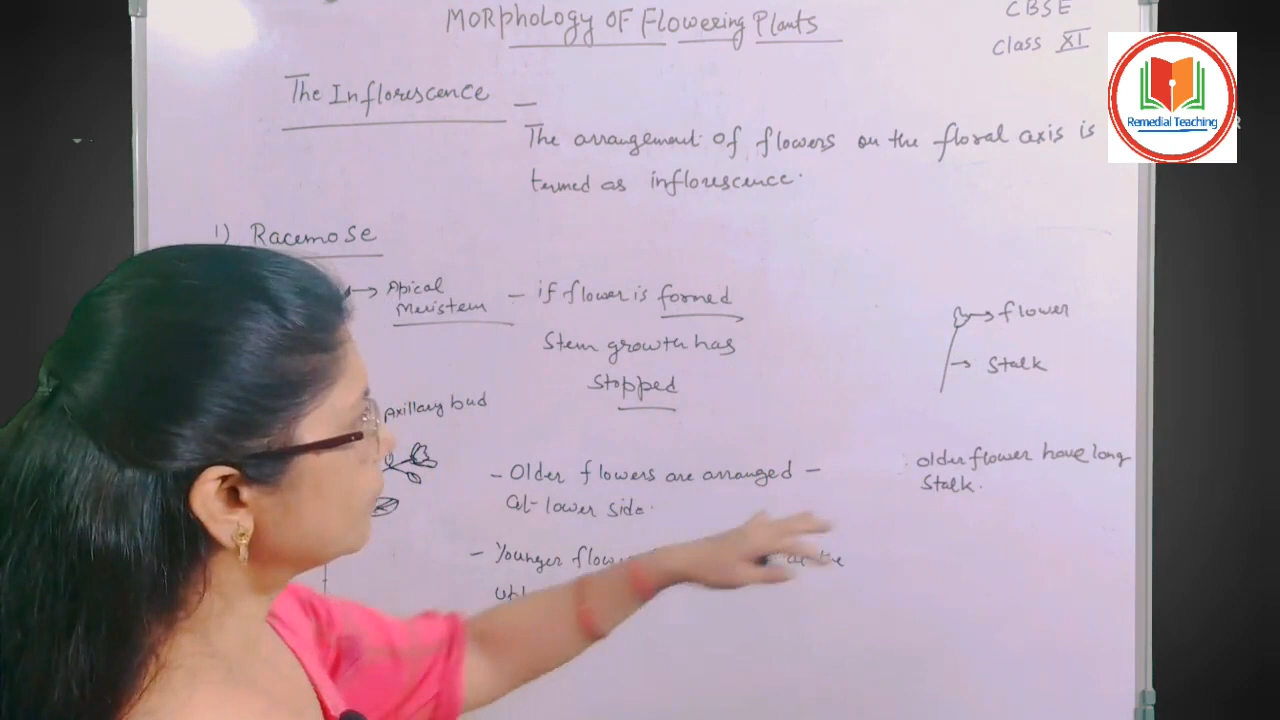 MORphology OF Flowering Plants
CBSE
Class XI
Remedial Teaching
The Inflorescence —
The arrangement of flowers on the floral axis is
termed as inflorescence.
1) Racemose
→ Apical
Meristem
— if flower is formed
Stem growth has
Stopped
→ flower
→ Stalk
Axillary bud
- Older flowers are arranged -
at lower side.
older flower have long
Stalk.
- Younger
the